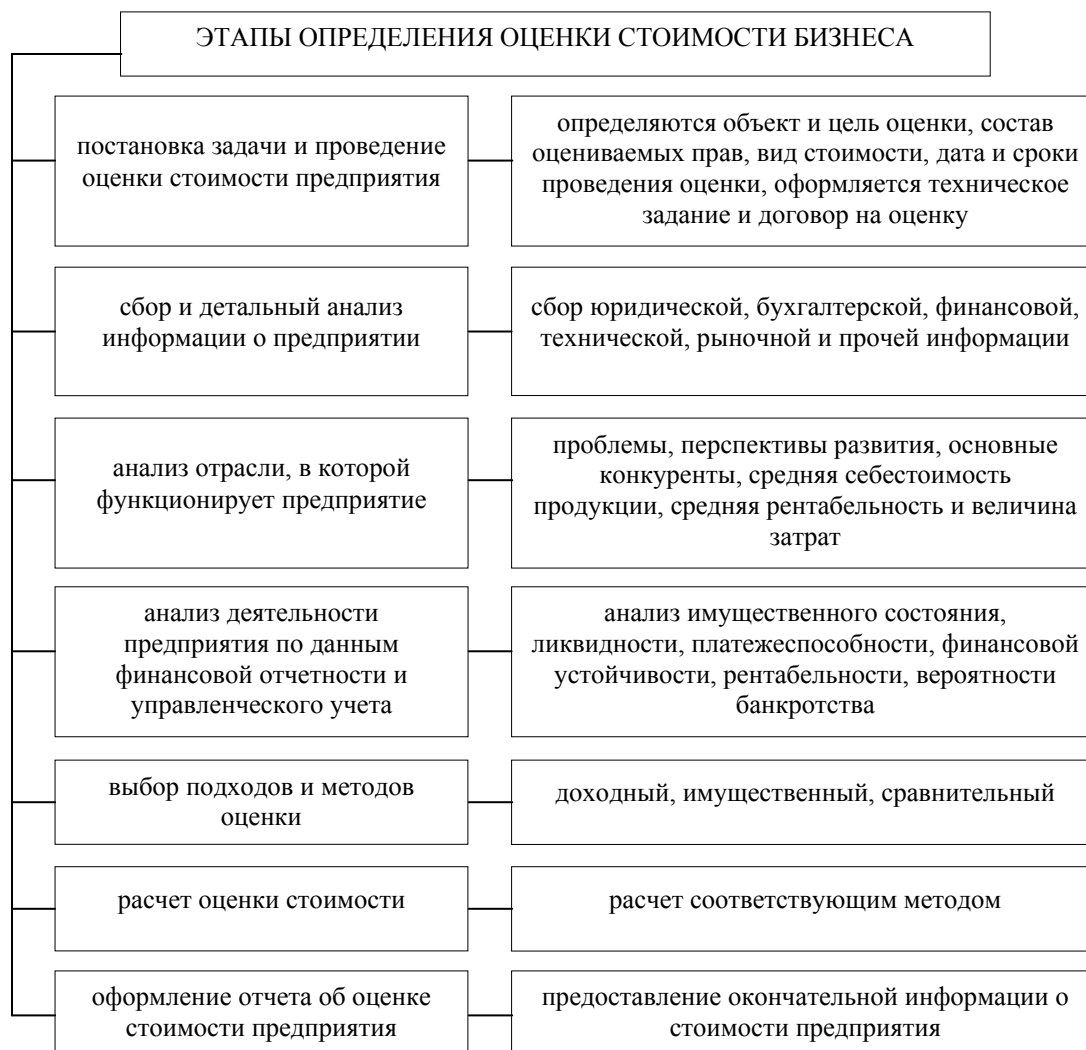 ЭТАПЫ ОПРЕДЕЛЕНИЯ ОЦЕНКИ СТОИМОСТИ БИЗНЕСА
постановка задачи и проведение
оценки стоимости предприятия
определяются объект и цель оценки, состав
оцениваемых прав, вид стоимости, дата и сроки
проведения оценки, оформляется техническое
задание и договор на оценку
сбор и детальный анализ
информации о предприятии
сбор юридической, бухгалтерской, финансовой,
технической, рыночной и прочей информации
анализ отрасли, в которой
функционирует предприятие
проблемы, перспективы развития, основные
конкуренты, средняя себестоимость
продукции, средняя рентабельность и величина
затрат
анализ деятельности
предприятия по данным
финансовой отчетности и
управленческого учета
анализ имущественного состояния,
ликвидности, платежеспособности, финансовой
устойчивости, рентабельности, вероятности
банкротства
выбор подходов и методов
оценки
доходный, имущественный, сравнительный
расчет оценки стоимости
расчет соответствующим методом
оформление отчета об оценке
стоимости предприятия
предоставление окончательной информации о
стоимости предприятия